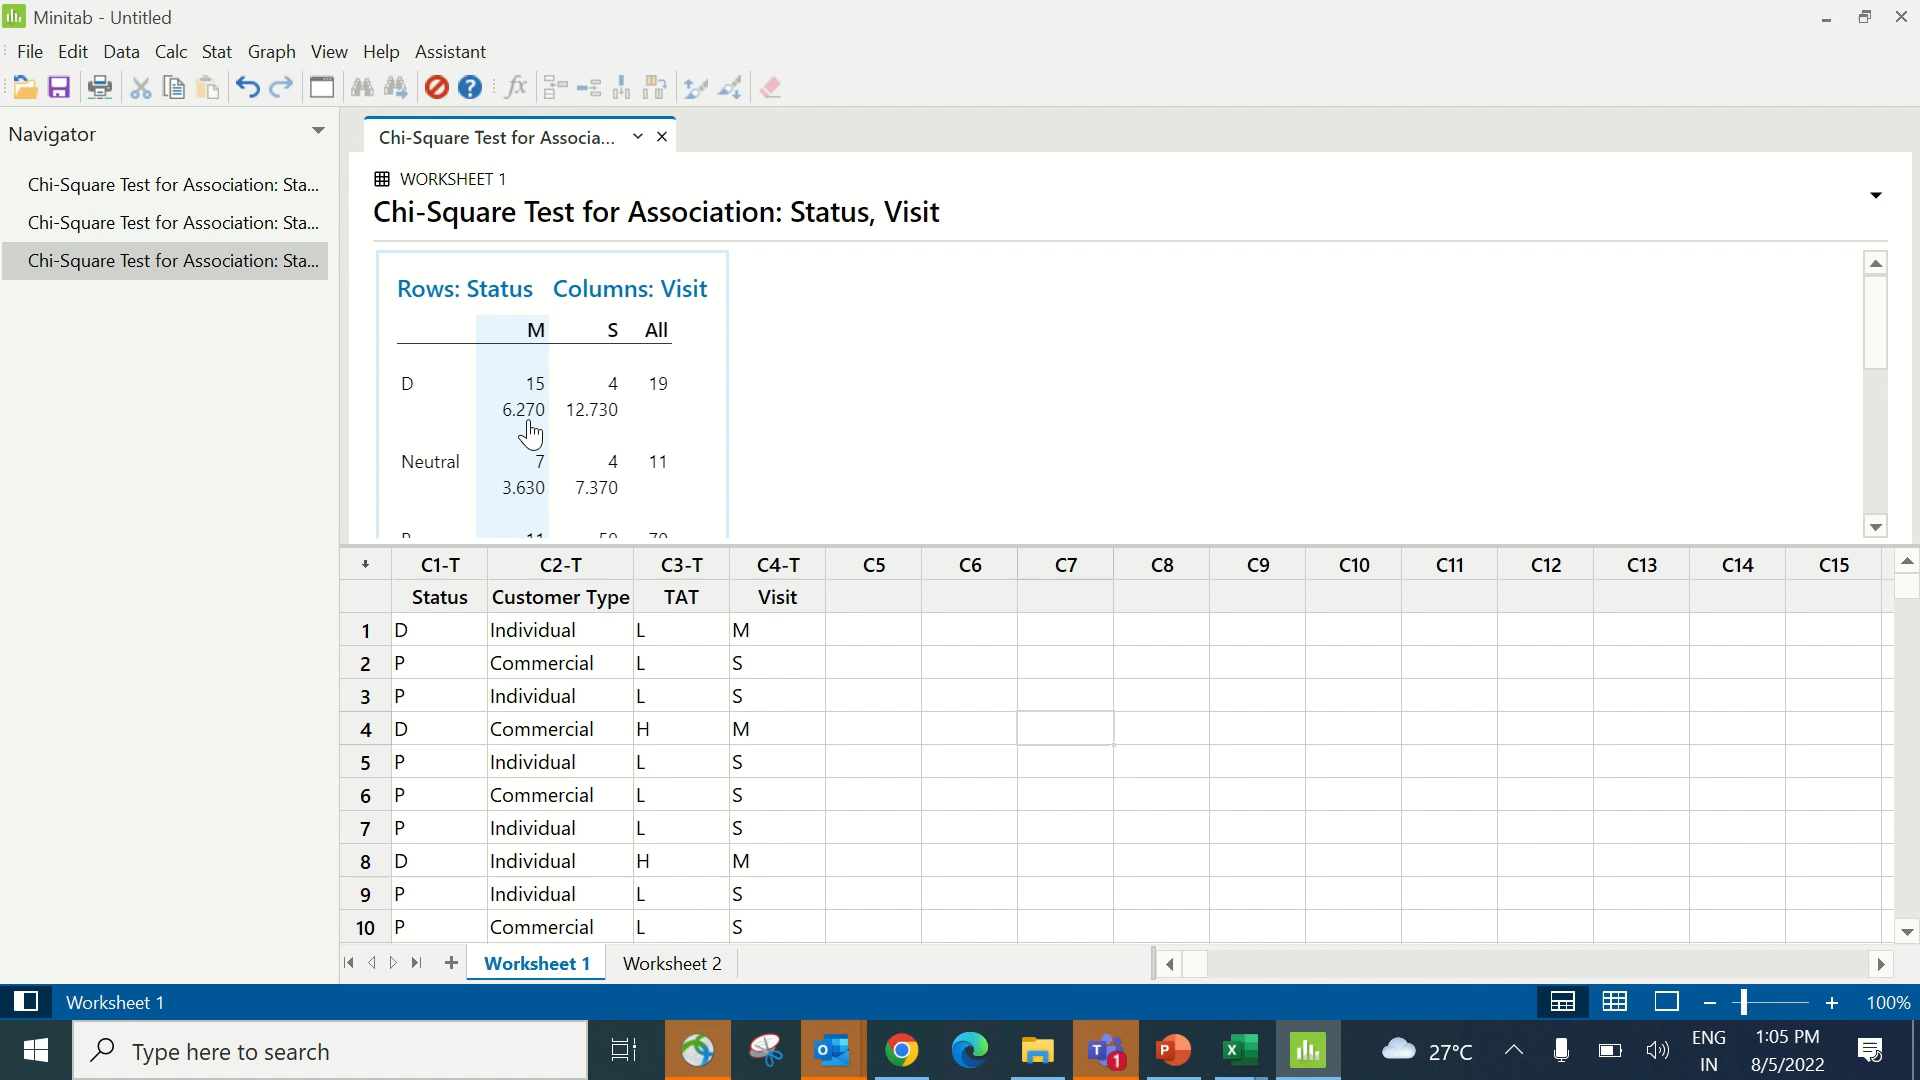 Minitab - Untitled
File Edit Data Calc Stat Graph View Help Assistant
Navigator
Chi-Square Test for Association: Sta...
Chi-Square Test for Association: Sta...
Chi-Square Test for Association: Sta...
Chi-Square Test for Associa...
WORKSHEET 1
Chi-Square Test for Association: Status, Visit
Rows: Status Columns: Visit
M S All
D 15 4 19
6.270 12.730
Neutral 7 4 11
3.630 7.370
C1-T C2-T C3-T C4-T C5 C6 C7 C8 C9 C10 C11 C12 C13 C14 C15
Status Customer Type TAT Visit
1 D Individual L M
2 P Commercial L S
3 P Individual L S
4 D Commercial H M
5 P Individual L S
6 P Commercial L S
7 P Individual L S
8 D Individual H M
9 P Individual L S
10 P Commercial L S
Worksheet 1 Worksheet 2
Worksheet 1
100%
Type here to search
27°C
ENG
IN
1:05 PM
8/5/2022